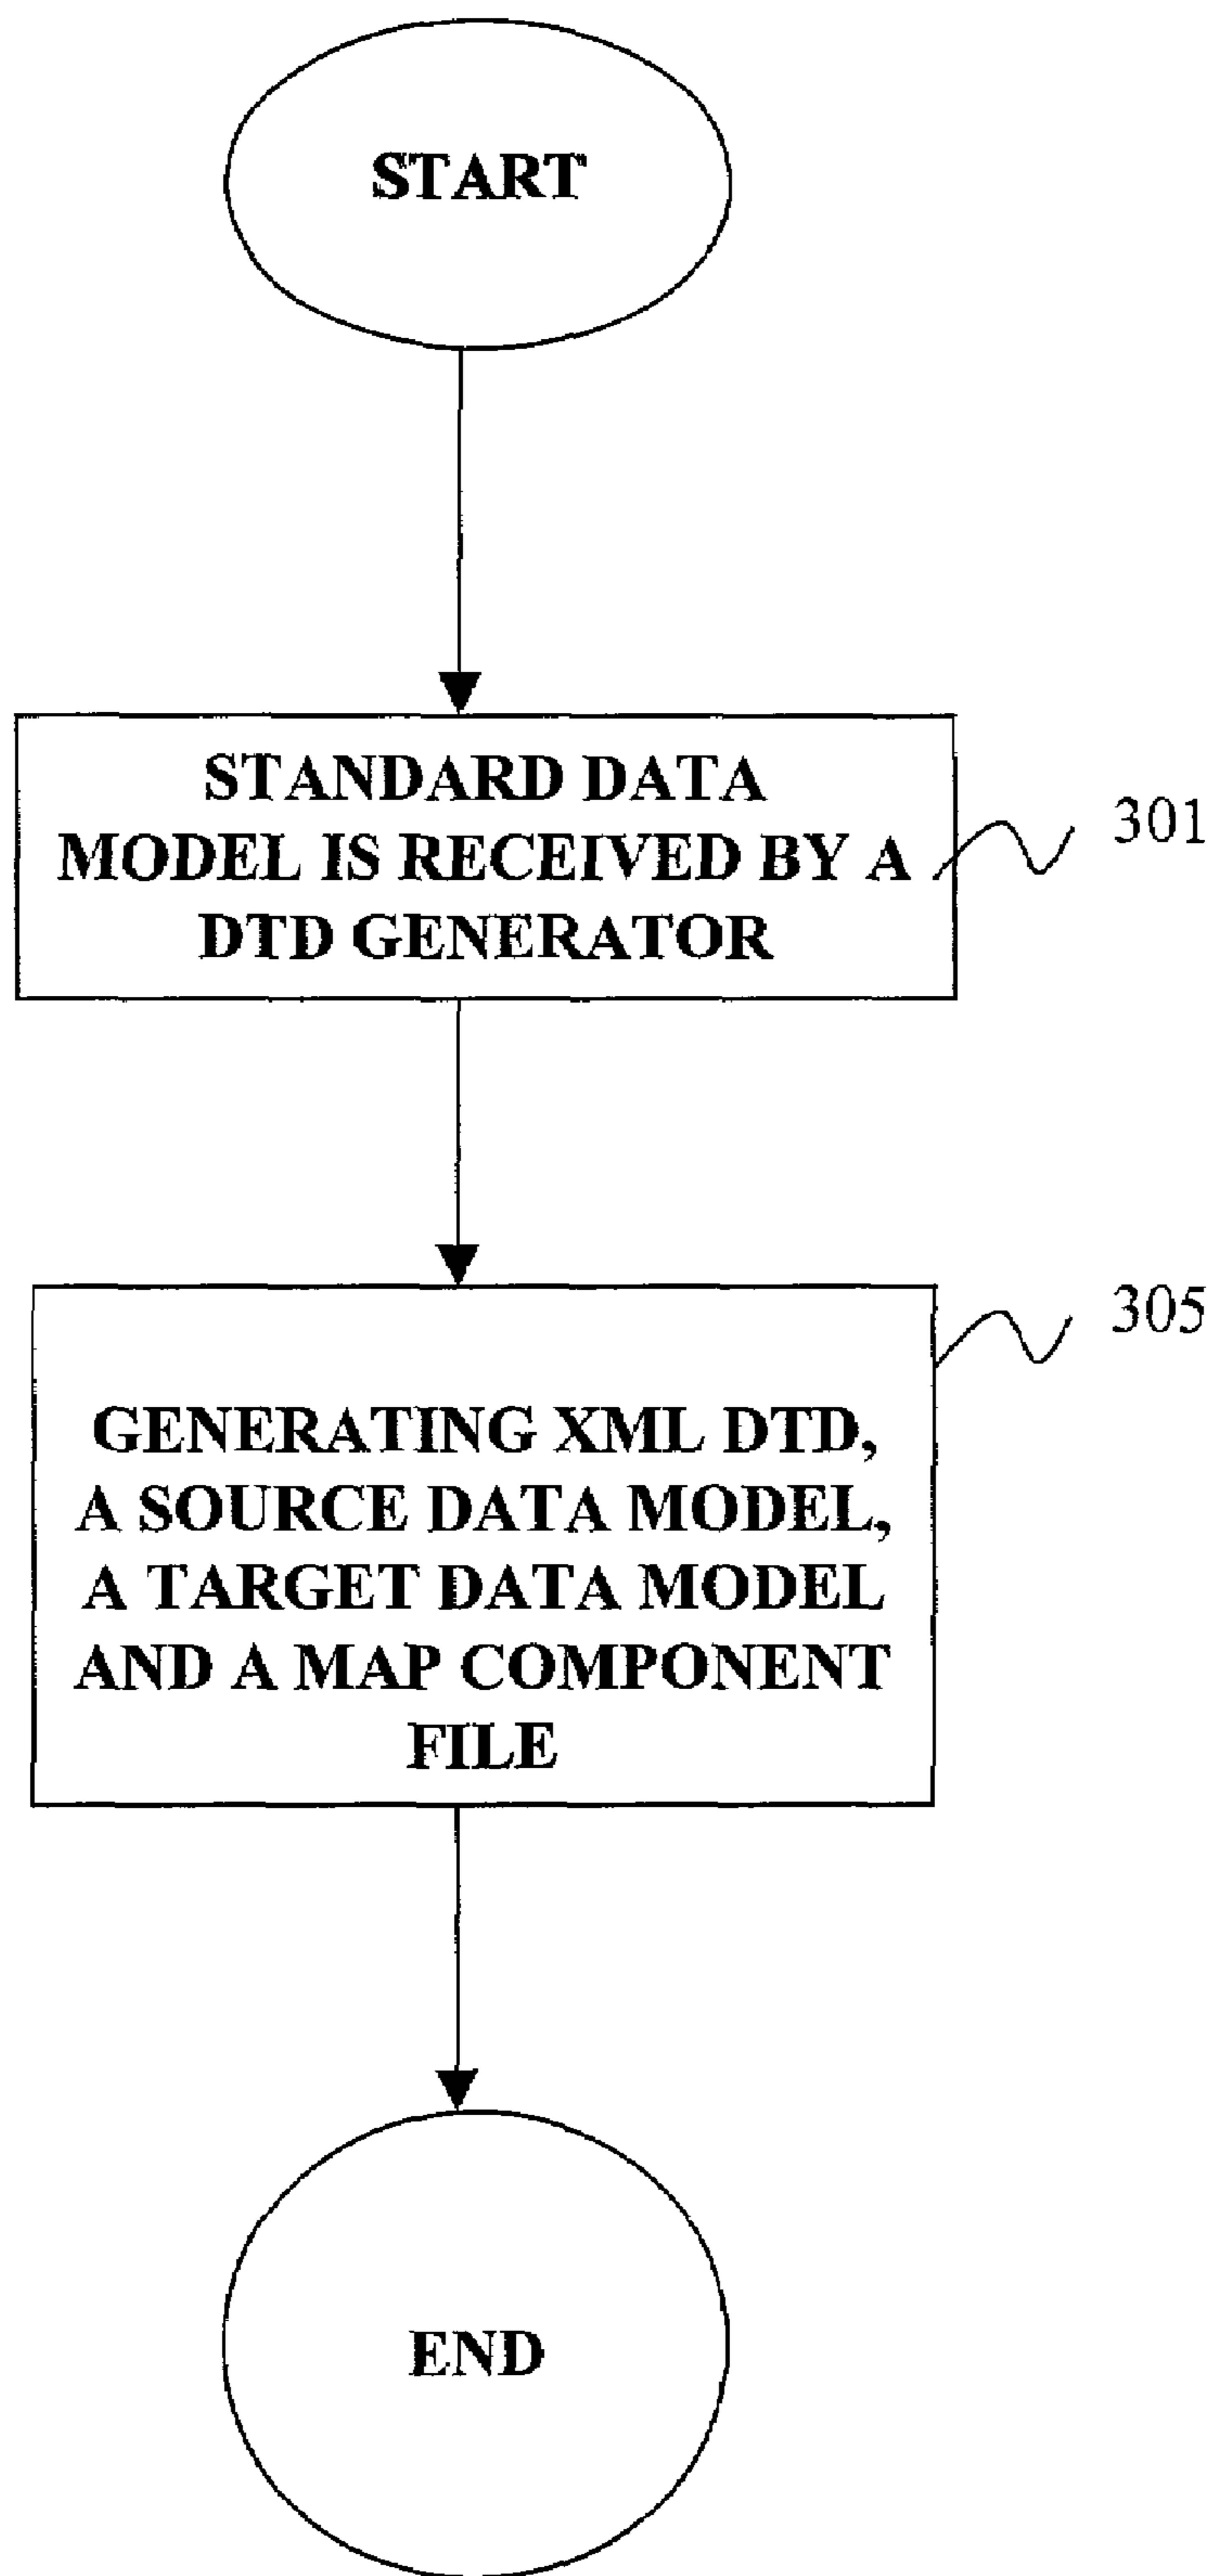 START
STANDARD DATA
MODEL IS RECEIVED BY A
DTD GENERATOR
301
305
GENERATING XML DTD,
A SOURCE DATA MODEL,
A TARGET DATA MODEL
AND A MAP COMPONENT
FILE
END